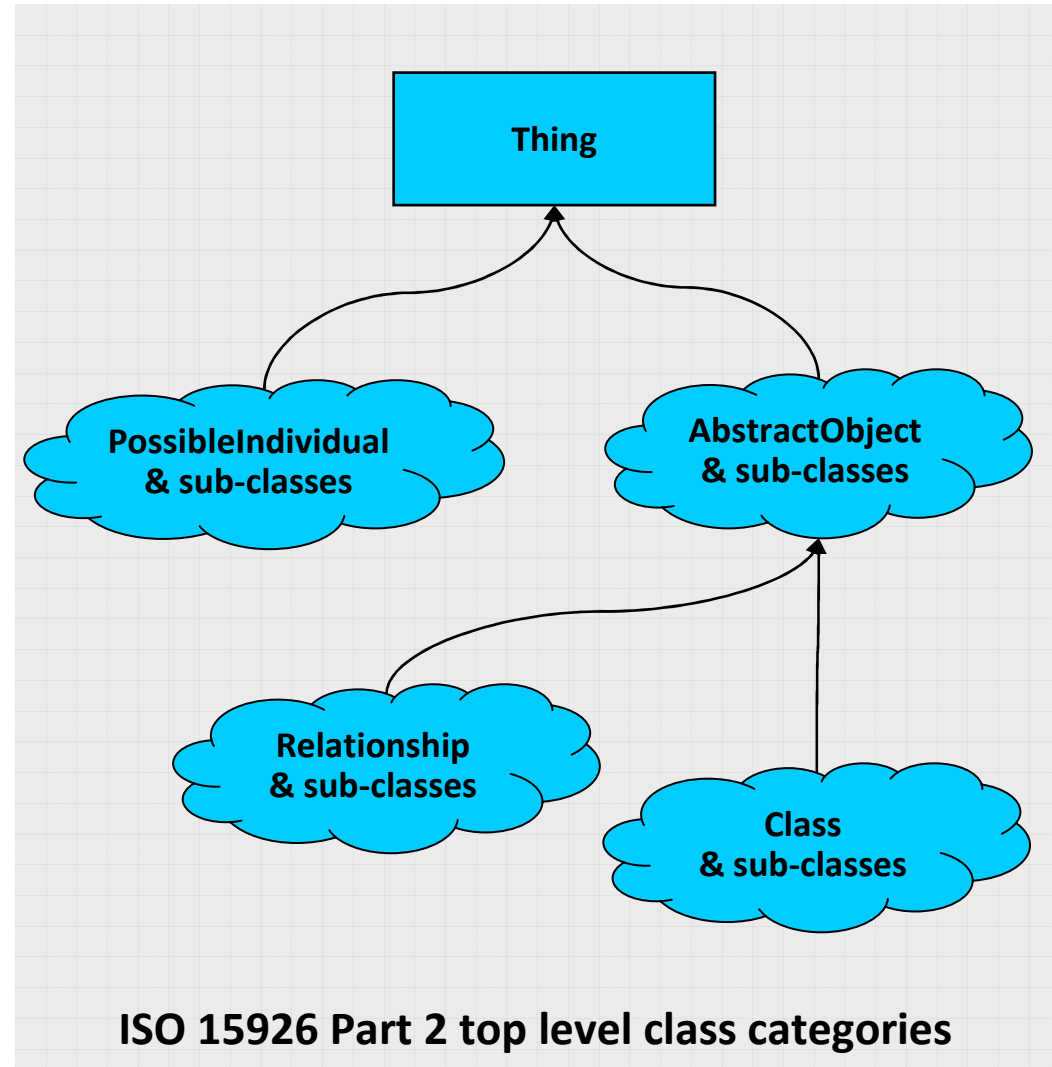 Thing
PossibleIndividual
& sub-classes
AbstractObject
& sub-classes
Relationship
& sub-classes
Class
& sub-classes
ISO 15926 Part 2 top level class categories